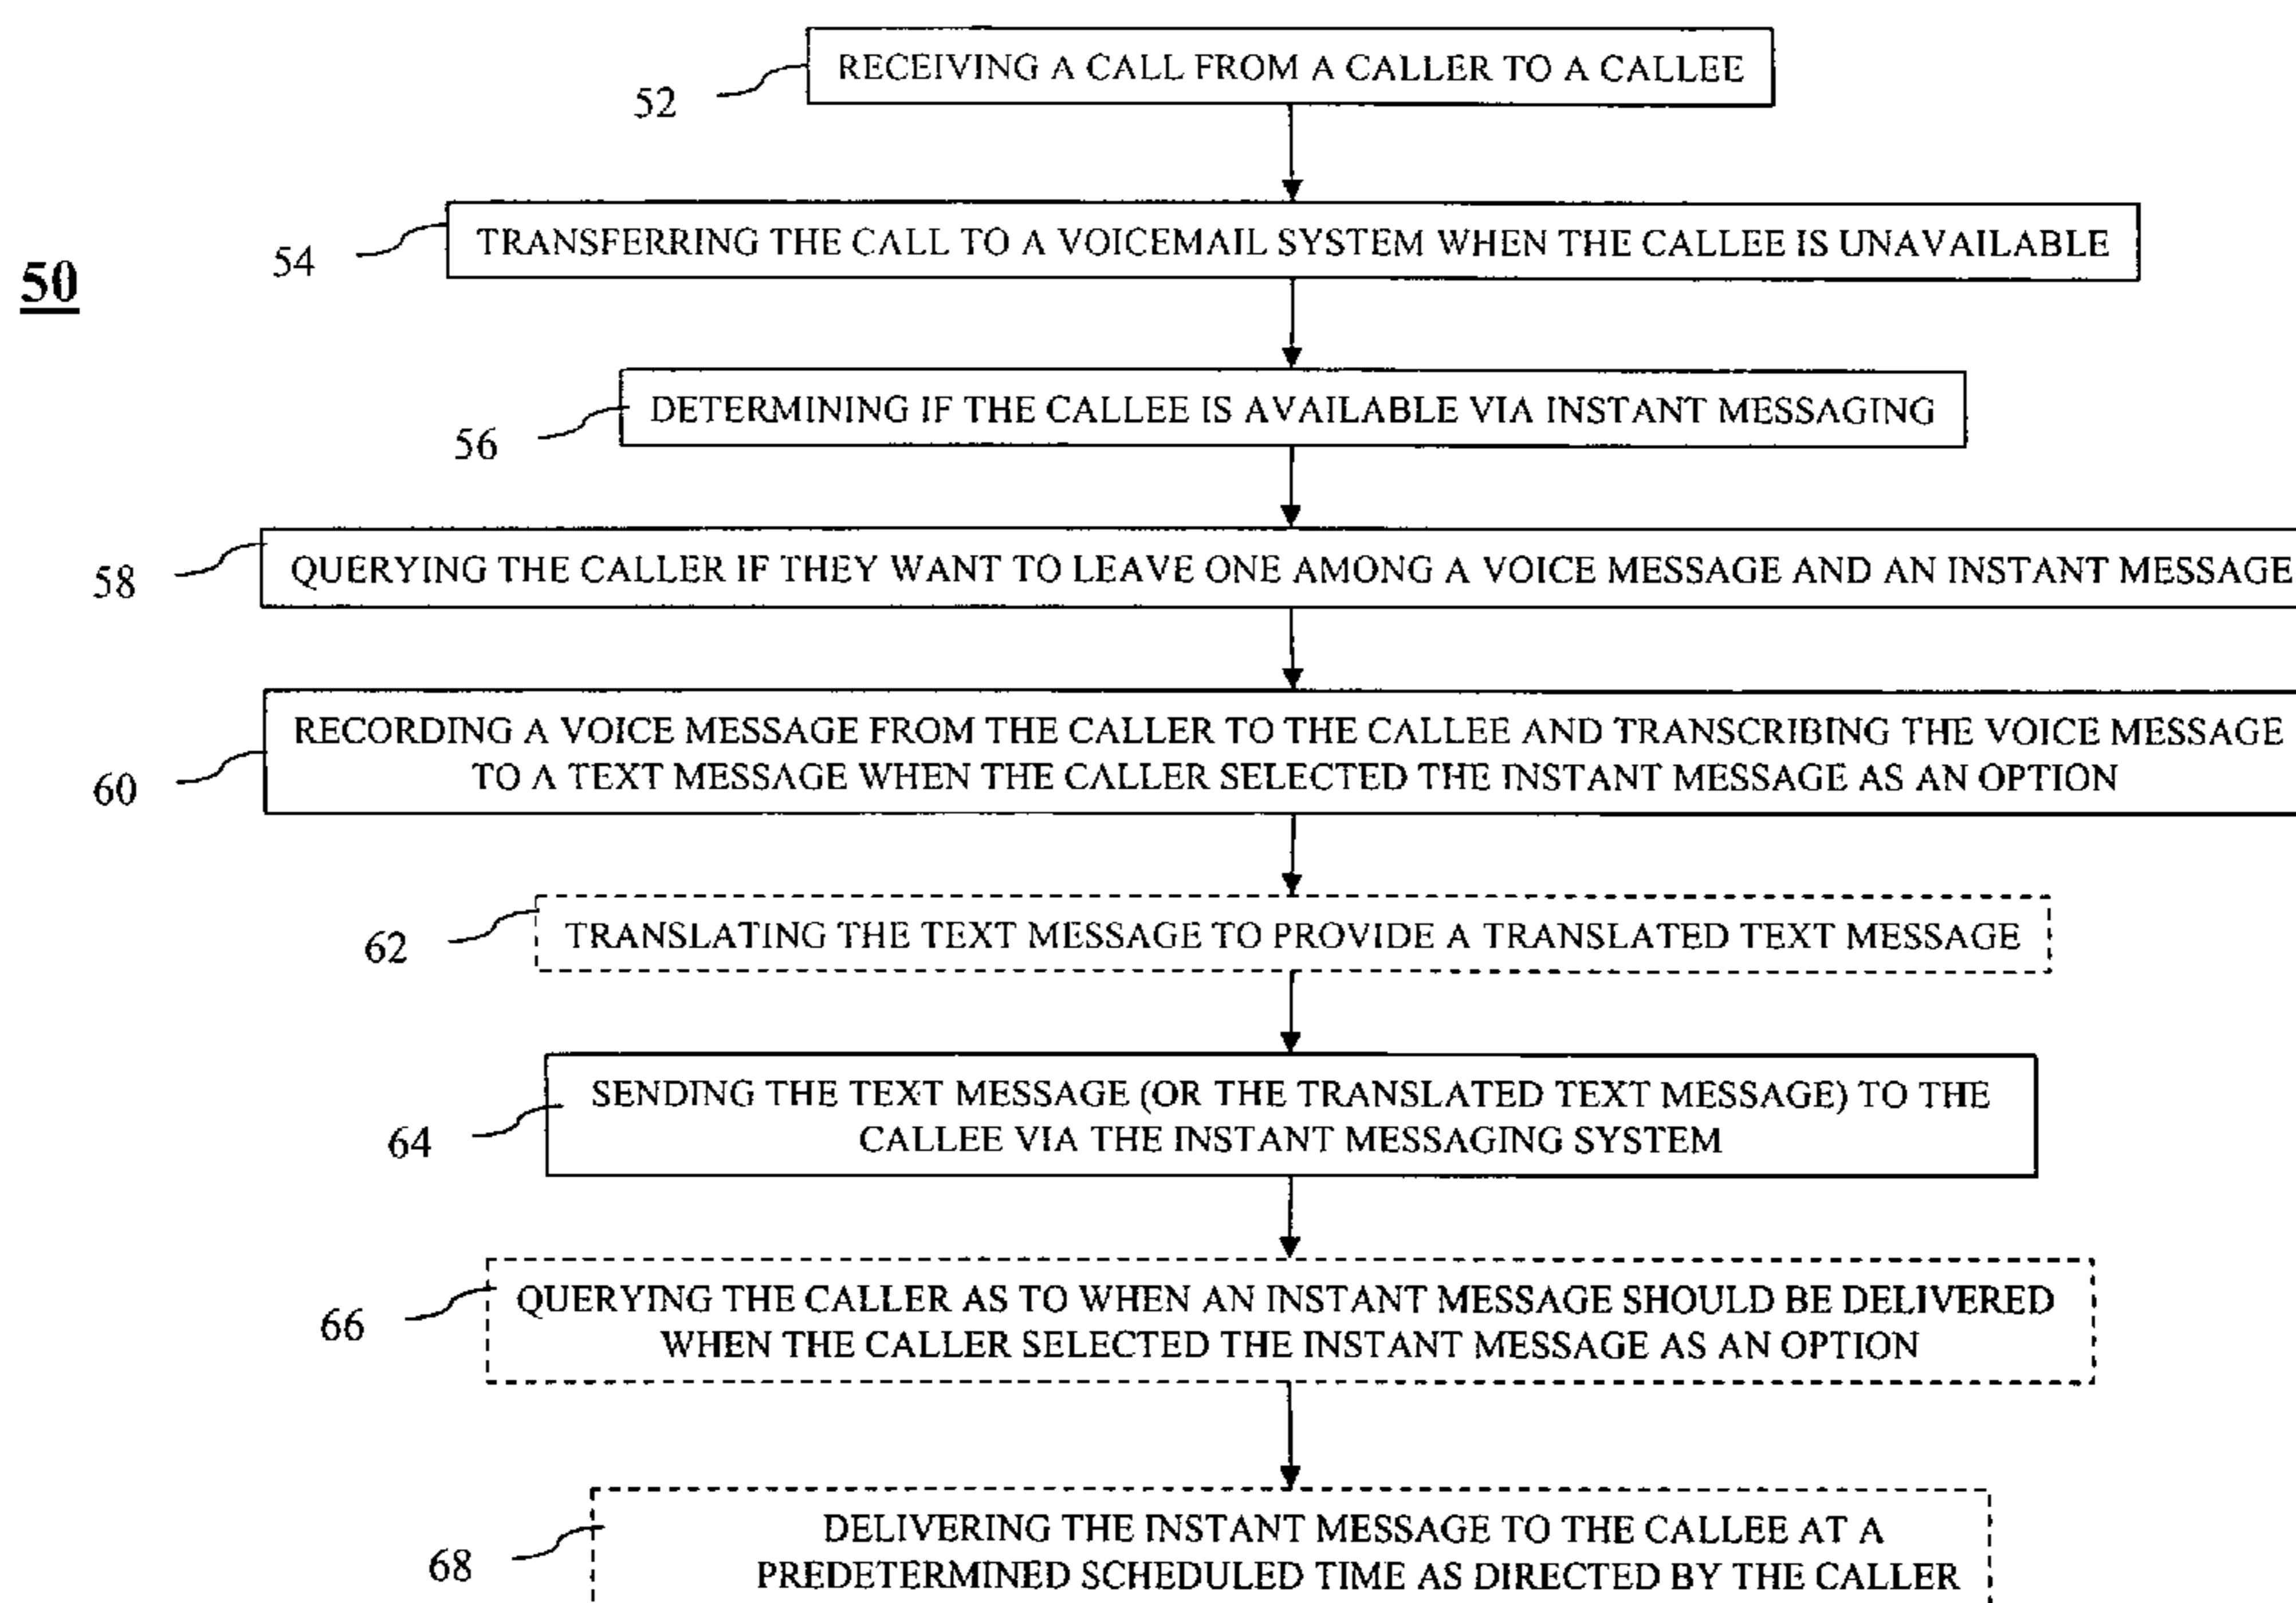 RECEIVING A CALL FROM A CALLER TO A CALLEE
52
TRANSFERRING THE CALL TO A VOICEMAIL SYSTEM WHEN THE CALLEE IS UNAVAILABLE
54
50
DETERMINING IF THE CALLEE IS AVAILABLE VIA INSTANT MESSAGING
56
QUERYING THE CALLER IF THEY WANT TO LEAVE ONE AMONG A VOICE MESSAGE AND AN INSTANT MESSAGE
58
RECORDING A VOICE MESSAGE FROM THE CALLER TO THE CALLEE AND TRANSCRIBING THE VOICE MESSAGE
TO A TEXT MESSAGE WHEN THE CALLER SELECTED THE INSTANT MESSAGE AS AN OPTION
60
TRANSLATING THE TEXT MESSAGE TO PROVIDE A TRANSLATED TEXT MESSAGE
62
SENDING THE TEXT MESSAGE (OR THE TRANSLATED TEXT MESSAGE) TO THE
CALLEE VIA THE INSTANT MESSAGING SYSTEM
64
QUERYING THE CALLER AS TO WHEN AN INSTANT MESSAGE SHOULD BE DELIVERED
WHEN THE CALLER SELECTED THE INSTANT MESSAGE AS AN OPTION
66
DELIVERING THE INSTANT MESSAGE TO THE CALLEE AT A
PREDETERMINED SCHEDULED TIME AS DIRECTED BY THE CALLER
68